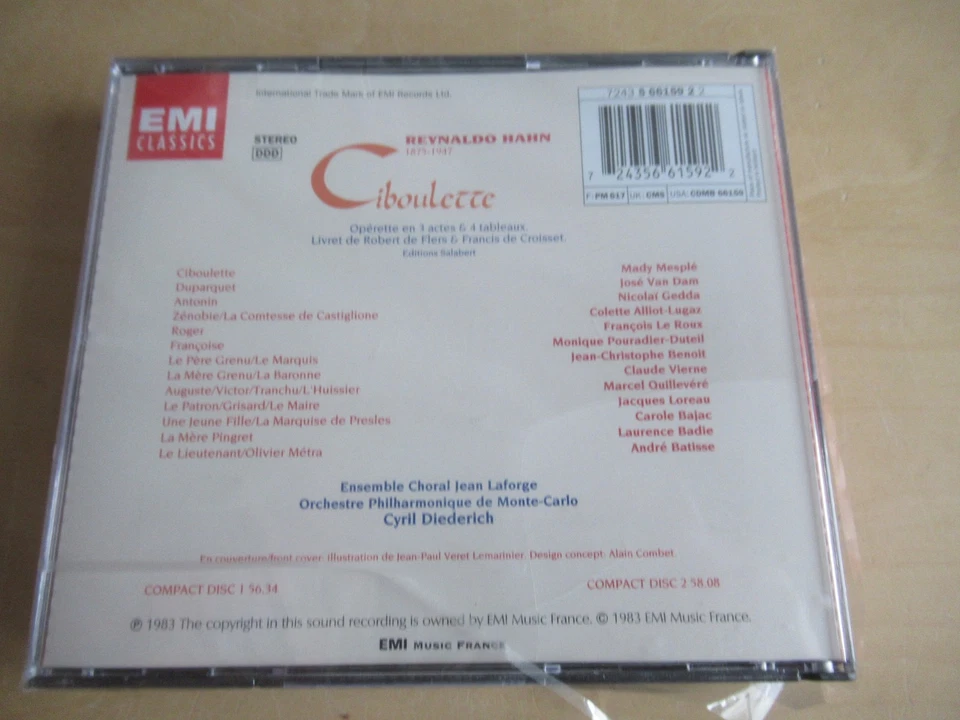 EMI
CLASSICS
International Trade Mark of EMI Records Ltd.
STEREO
DDD
REYNALDO HAHN
1875-1947
Ciboulette
Opérette en 3 actes & 4 tableaux.
Livret de Robert de Flers & Francis de Croisset.
Editions Salabert
7243 5 66159 2 2
7 24356 61592 2
F: PM 617 UK: CMS USA: CDMB 66159
Ciboulette Mady Mesplé
Duparquet José Van Dam
Antonin Nicolaï Gedda
Zénobie/La Comtesse de Castiglione Colette Alliot-Lugaz
Roger François Le Roux
Françoise Monique Pouradier-Duteil
Le Père Grenu/Le Marquis Jean-Christophe Benoit
La Mère Grenu/La Baronne Claude Vierne
Auguste/Victor/Tranchu/L'Huissier Marcel Quillevéré
Le Patron/Grisard/Le Maire Jacques Loreau
Une Jeune Fille/La Marquise de Presles Carole Bajac
La Mère Pingret Laurence Badie
Le Lieutenant/Olivier Métra André Batisse
Ensemble Choral Jean Laforge
Orchestre Philharmonique de Monte-Carlo
Cyril Diederich
En couverture/front cover: illustration de Jean-Paul Veret Lemarinier. Design concept: Alain Combet.
COMPACT DISC 1 56.34 COMPACT DISC 2 58.08
℗ 1983 The copyright in this sound recording is owned by EMI Music France. © 1983 EMI Music France.
EMI MUSIC FRANCE